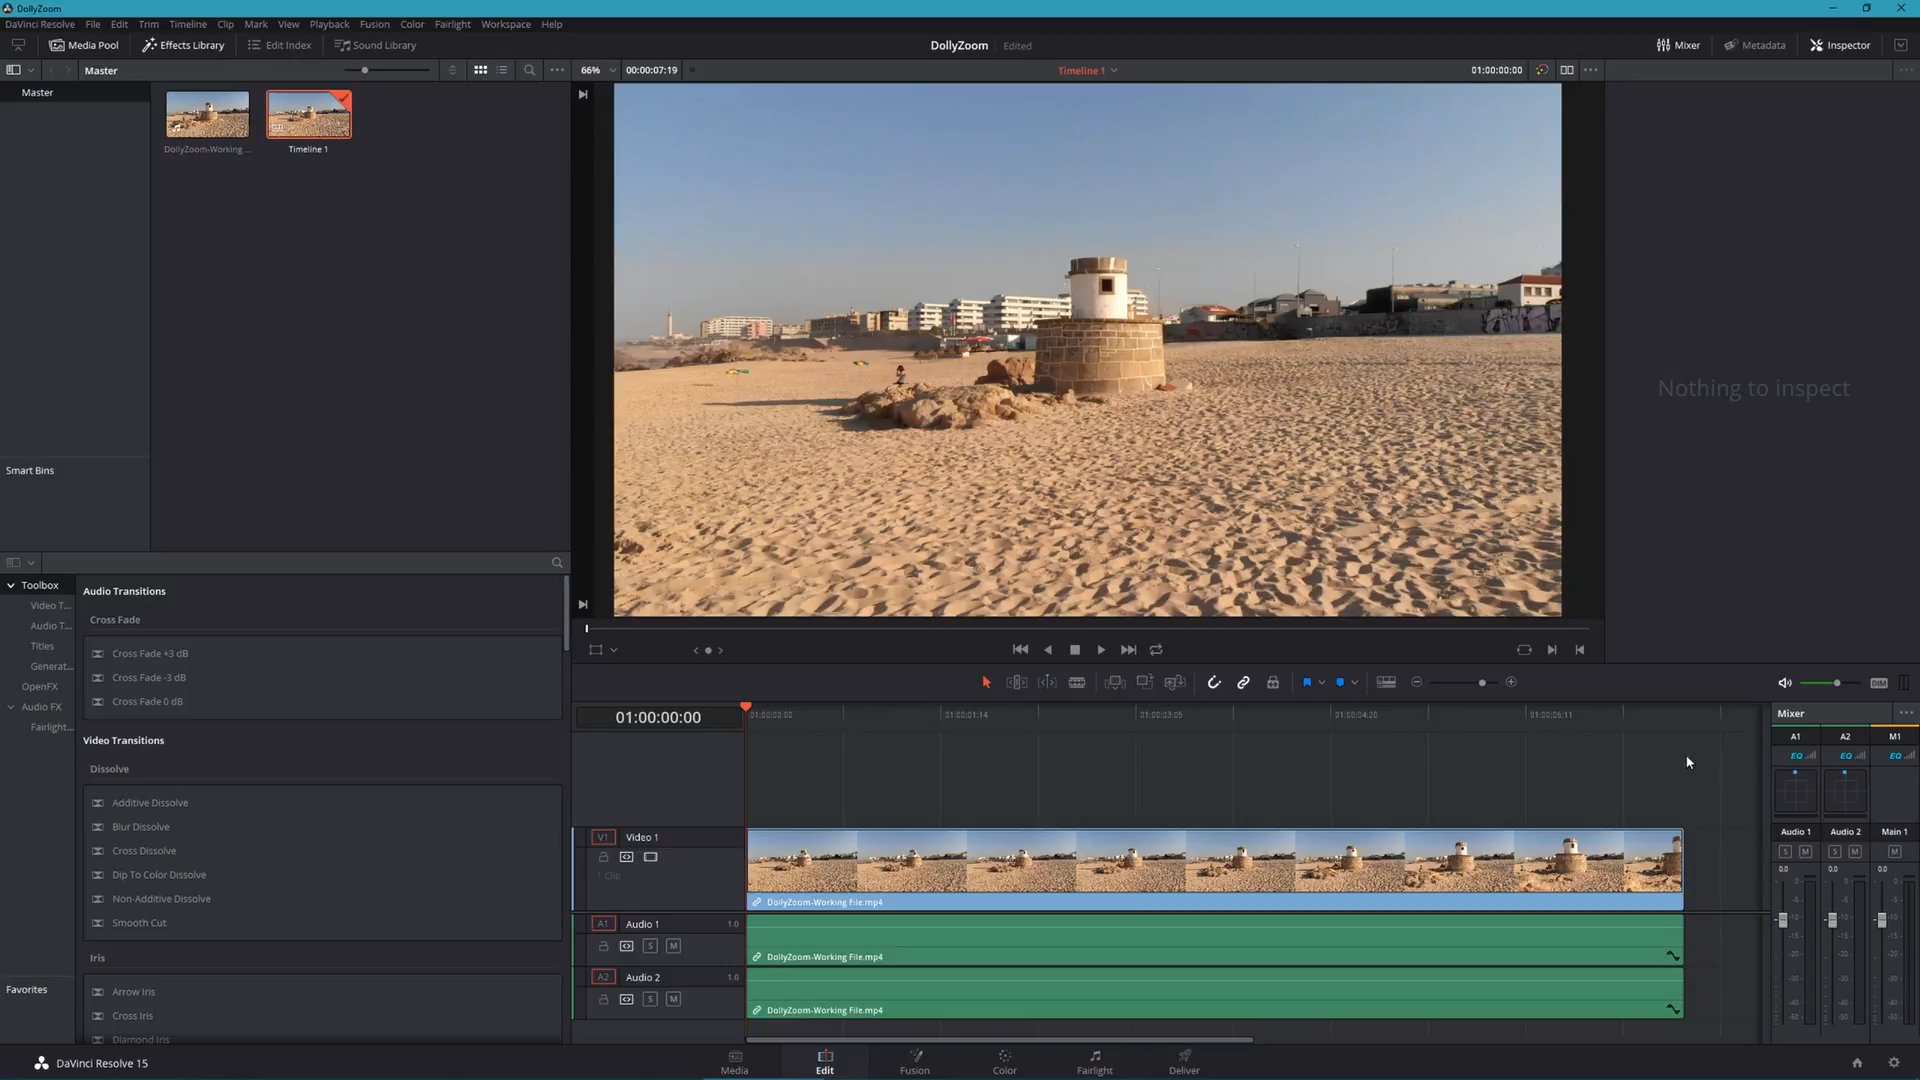 DollyZoom
DaVinci Resolve File Edit Trim Timeline Clip Mark View Playback Fusion Color Fairlight Workspace Help
Media Pool Effects Library Edit Index Sound Library DollyZoom Edited Mixer Metadata Inspector
Master 66% 00:00:07:19 Timeline 1 01:00:00:00
Master
DollyZoom-Working ... Timeline 1
Nothing to inspect
Smart Bins
Toolbox
Video T...
Audio T...
Titles
Generat...
OpenFX
Audio FX
Fairlight...
Favorites
Audio Transitions
Cross Fade
Cross Fade +3 dB
Cross Fade -3 dB
Cross Fade 0 dB
Video Transitions
Dissolve
Additive Dissolve
Blur Dissolve
Cross Dissolve
Dip To Color Dissolve
Non-Additive Dissolve
Smooth Cut
Iris
Arrow Iris
Cross Iris
Diamond Iris
DIM
01:00:00:00 01:00:00:00 01:00:01:14 01:00:03:05 01:00:04:20 01:00:06:11
V1 Video 1
1 Clip
DollyZoom-Working File.mp4
A1 Audio 1 1.0
S M
DollyZoom-Working File.mp4
A2 Audio 2 1.0
S M
DollyZoom-Working File.mp4
Mixer
A1 A2 M1
EQ EQ EQ
Audio 1 Audio 2 Main 1
S M S M M
0.0 0.0 0.0
DaVinci Resolve 15
Media Edit Fusion Color Fairlight Deliver